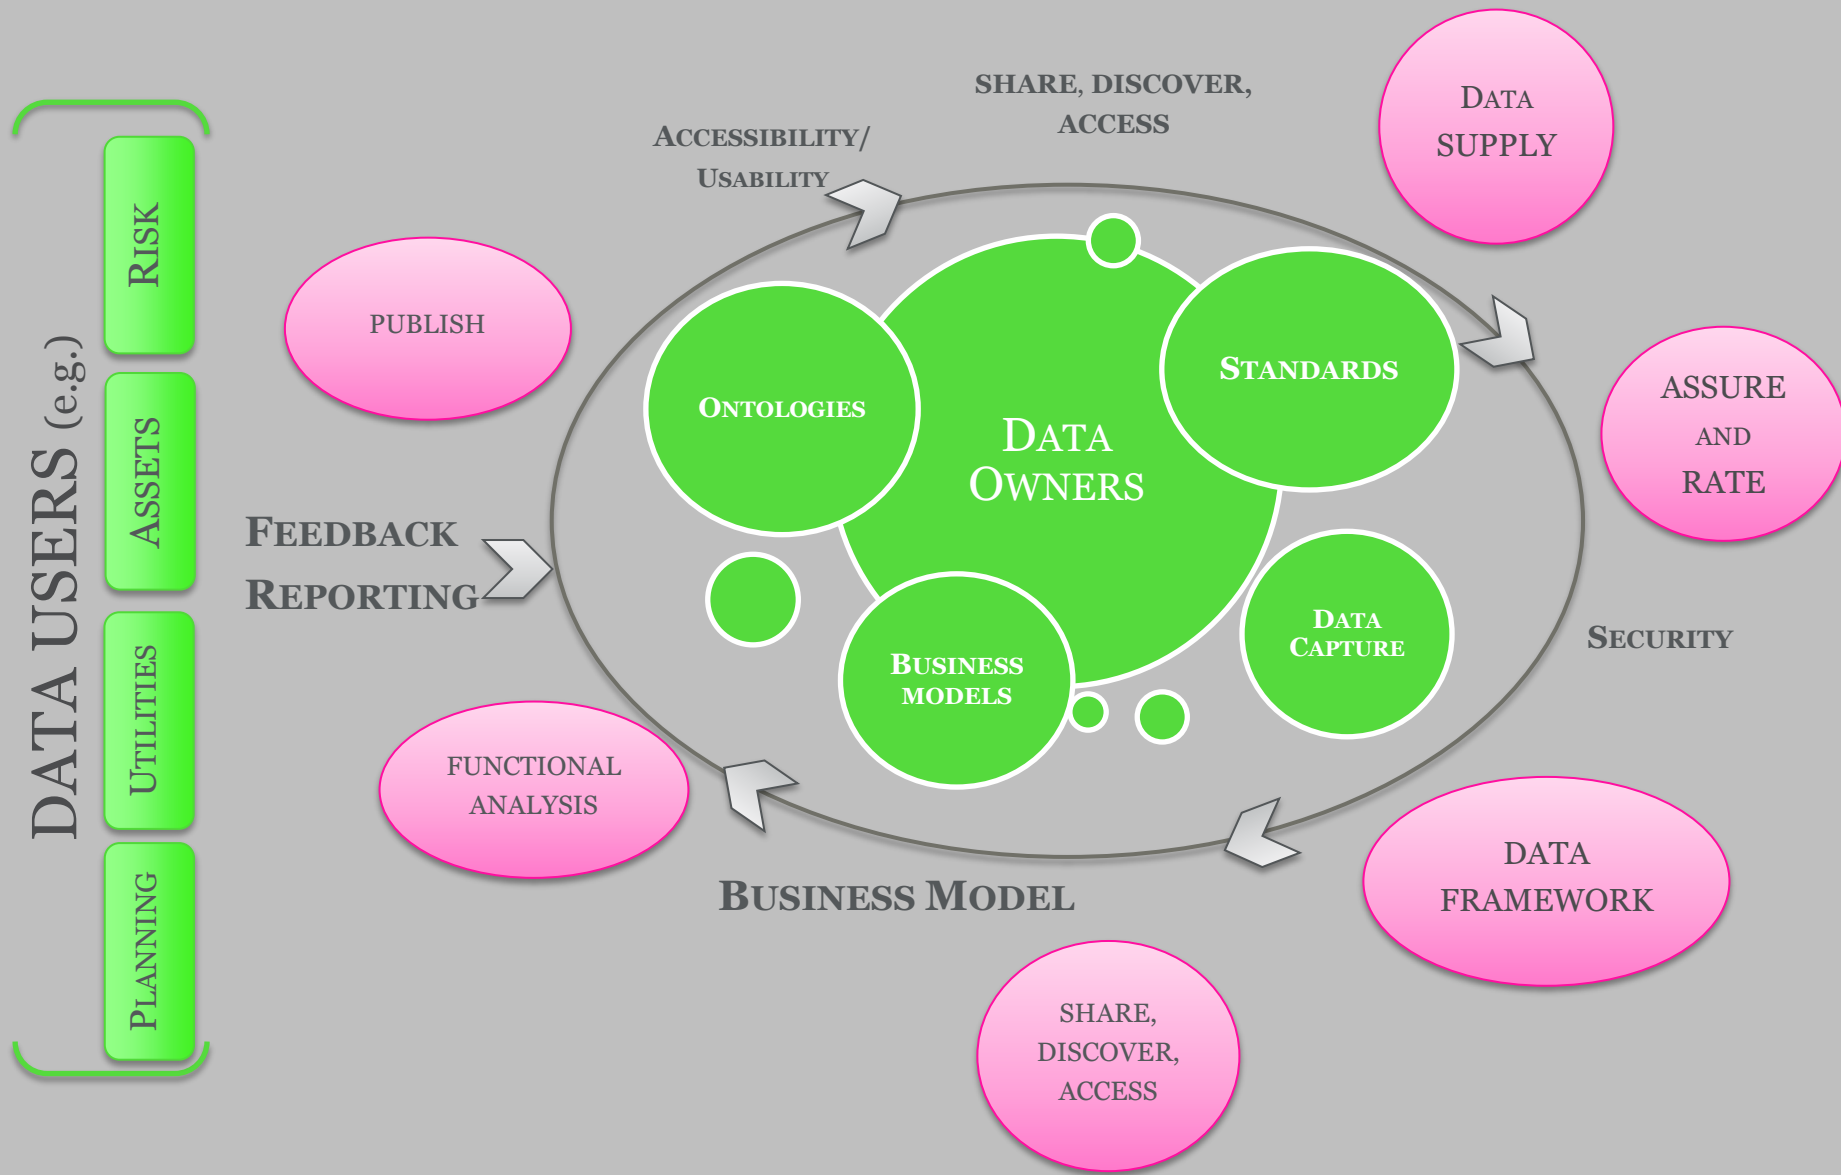 DATA USERS (e.g.)
RISK
ASSETS
UTILITIES
PLANNING
FEEDBACK
REPORTING
PUBLISH
ACCESSIBILITY/
USABILITY
SHARE, DISCOVER,
ACCESS
DATA
SUPPLY
ASSURE
AND
RATE
SECURITY
DATA
FRAMEWORK
SHARE,
DISCOVER,
ACCESS
BUSINESS MODEL
FUNCTIONAL
ANALYSIS
ONTOLOGIES
DATA
OWNERS
STANDARDS
DATA
CAPTURE
BUSINESS
MODELS